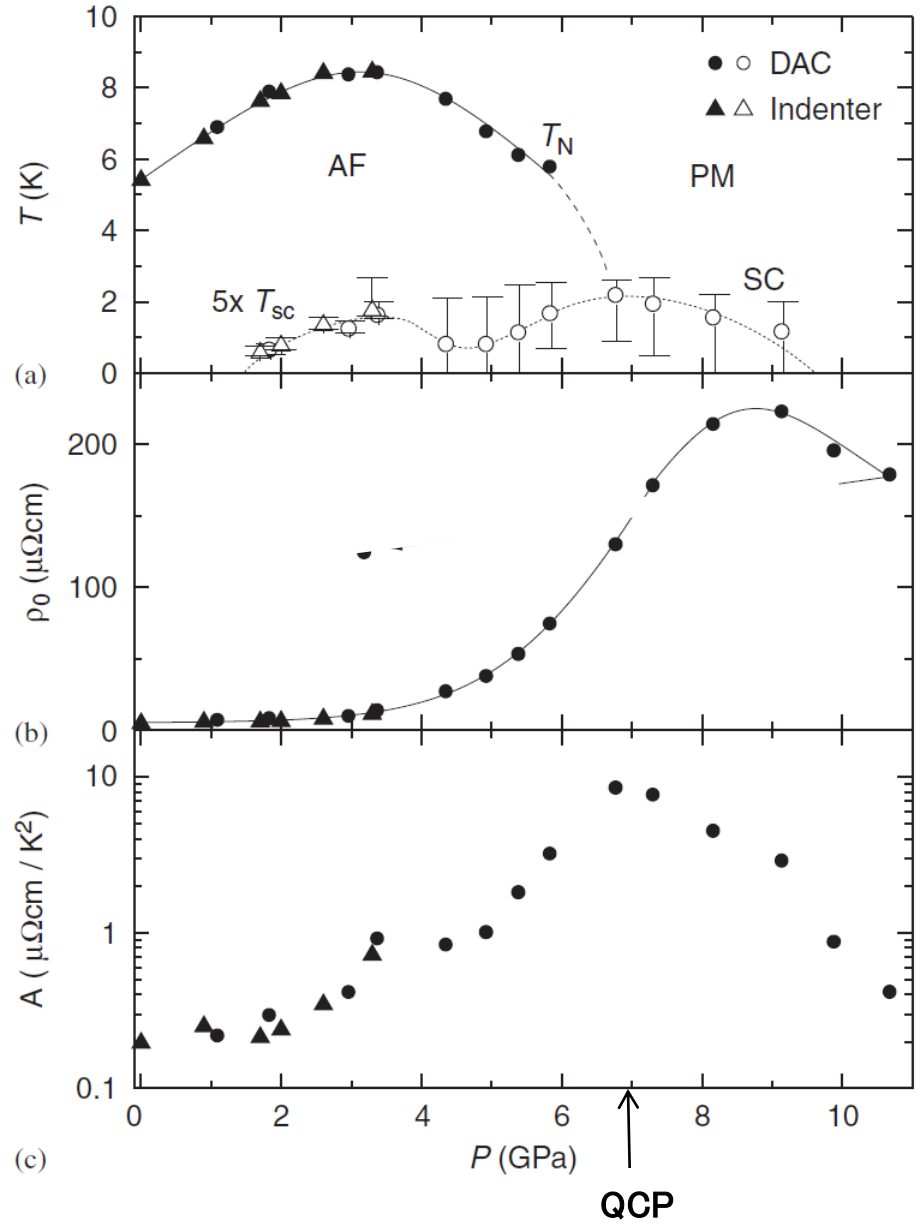 10
8
6
4
2
0
T (K)
DAC
Indenter
T_N
AF
PM
5x T_sc
SC
(a)
200
100
0
ρ₀ (µΩcm)
(b)
10
1
0.1
A ( µΩcm / K²)
0 2 4 6 8 10
(c)
P (GPa)
QCP